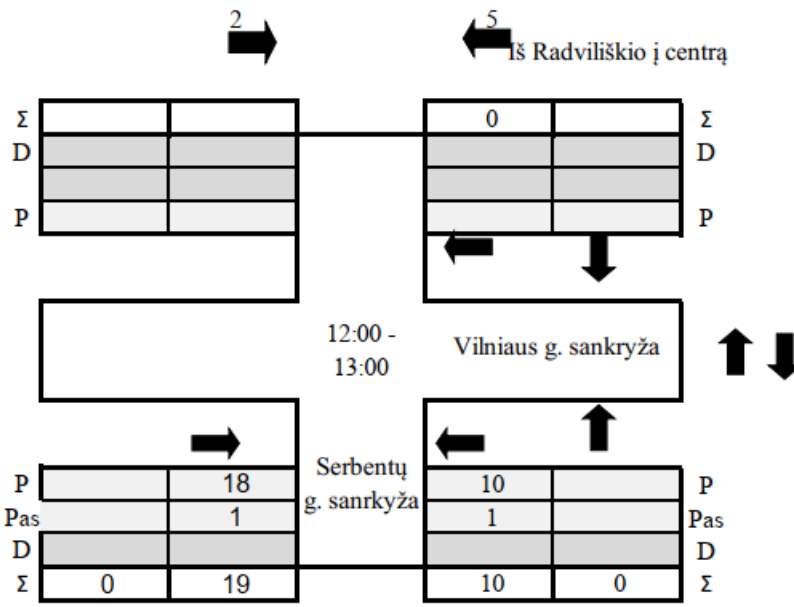 2 5
Iš Radviliškio į centrą
Σ 0 Σ
D D
P P
12:00 -
13:00
Vilniaus g. sankryža
Serbentų
g. sanrkyža
P 18 10 P
Pas 1 1 Pas
D D
Σ 0 19 10 0 Σ